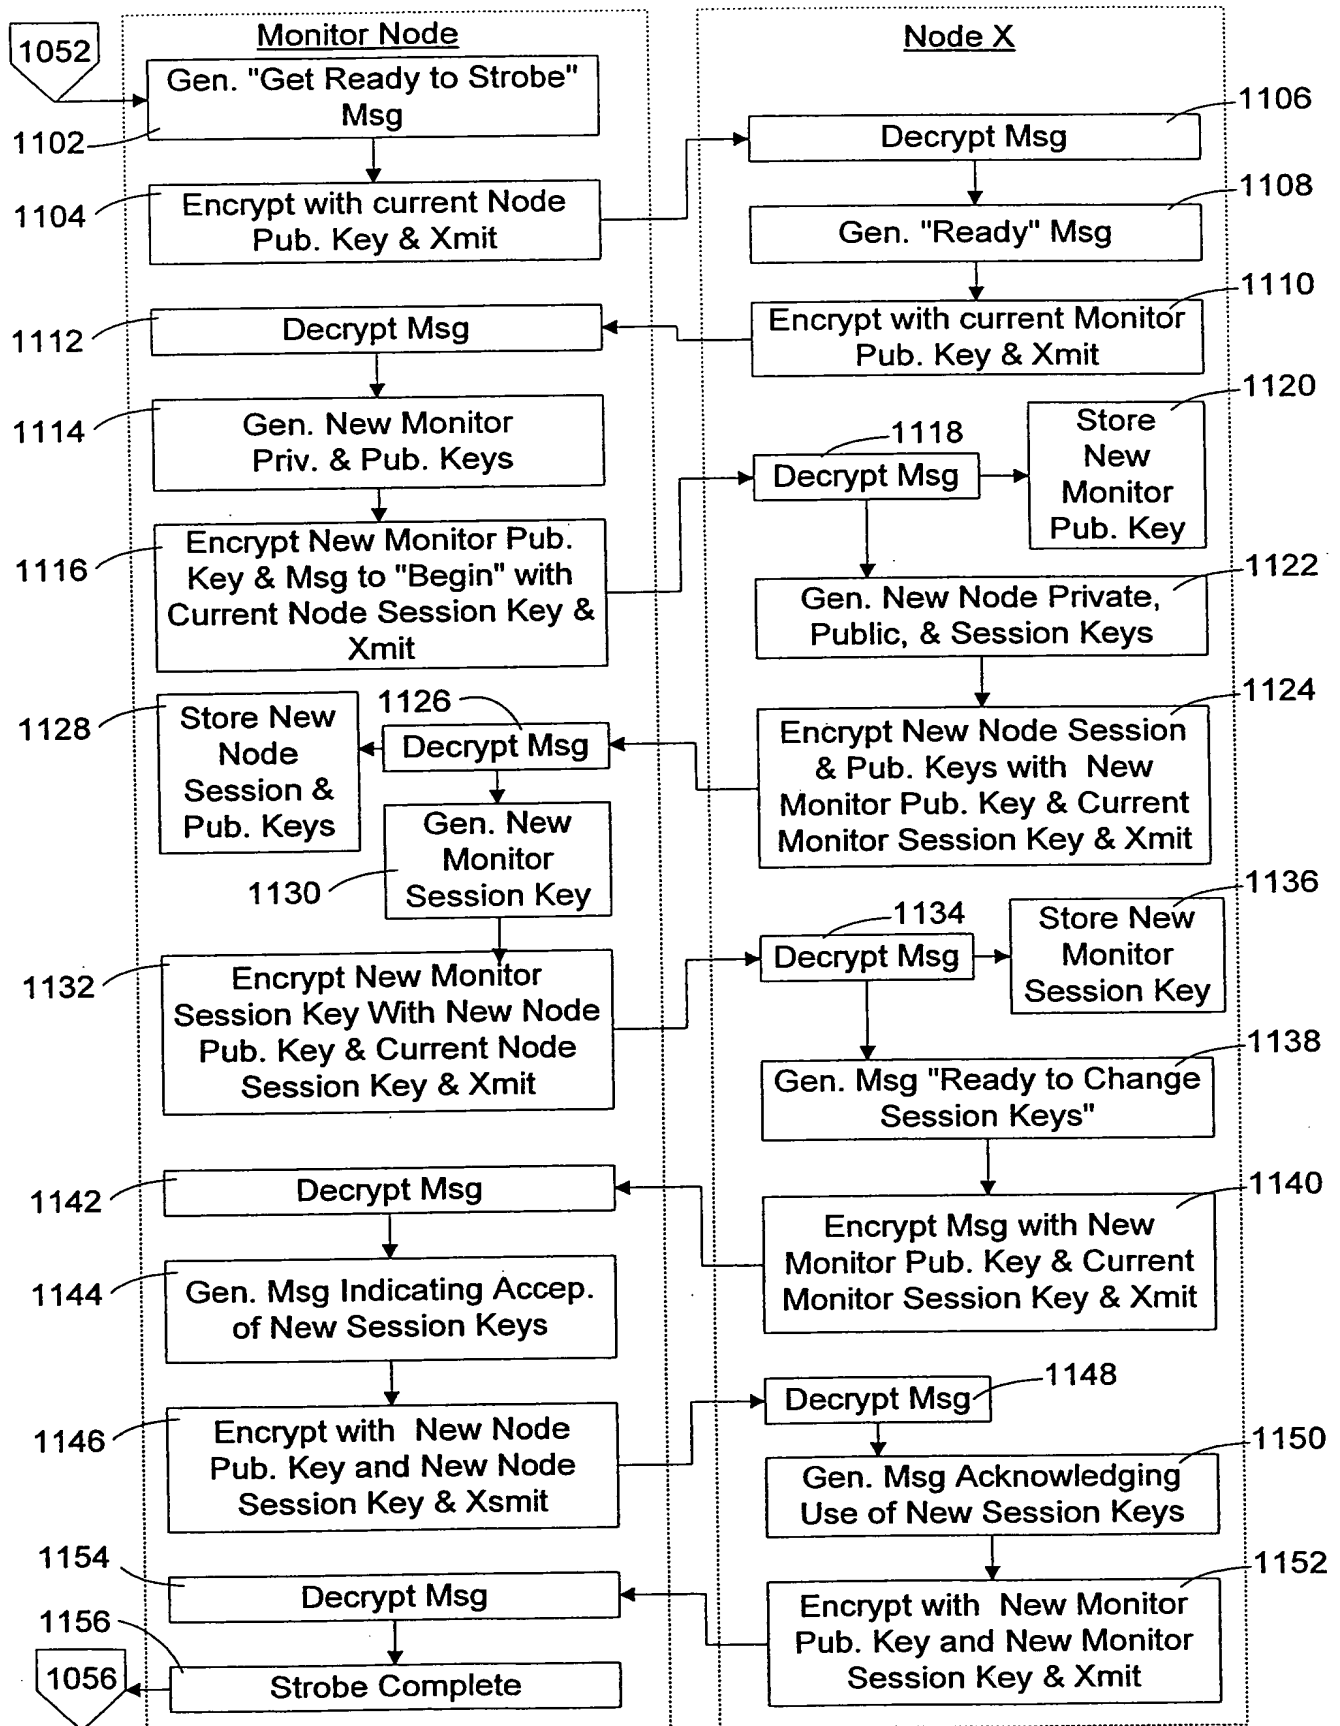 Monitor Node
Node X
1052
Gen. "Get Ready to Strobe"
Msg
1102
Encrypt with current Node
Pub. Key & Xmit
1104
Decrypt Msg
1106
Gen. "Ready" Msg
1108
Encrypt with current Monitor
Pub. Key & Xmit
1110
Decrypt Msg
1112
Gen. New Monitor
Priv. & Pub. Keys
1114
Encrypt New Monitor Pub.
Key & Msg to "Begin" with
Current Node Session Key &
Xmit
1116
1118
Decrypt Msg
1120
Store
New
Monitor
Pub. Key
1122
Gen. New Node Private,
Public, & Session Keys
1124
Encrypt New Node Session
& Pub. Keys with New
Monitor Pub. Key & Current
Monitor Session Key & Xmit
1126
Decrypt Msg
1128
Store New
Node
Session &
Pub. Keys
Gen. New
Monitor
Session Key
1130
Encrypt New Monitor
Session Key With New Node
Pub. Key & Current Node
Session Key & Xmit
1132
1134
Decrypt Msg
1136
Store New
Monitor
Session Key
1138
Gen. Msg "Ready to Change
Session Keys"
1140
Encrypt Msg with New
Monitor Pub. Key & Current
Monitor Session Key & Xmit
1142
Decrypt Msg
1144
Gen. Msg Indicating Accep.
of New Session Keys
1146
Encrypt with New Node
Pub. Key and New Node
Session Key & Xsmit
Decrypt Msg
1148
1150
Gen. Msg Acknowledging
Use of New Session Keys
1152
Encrypt with New Monitor
Pub. Key and New Monitor
Session Key & Xmit
1154
Decrypt Msg
1156
Strobe Complete
1056